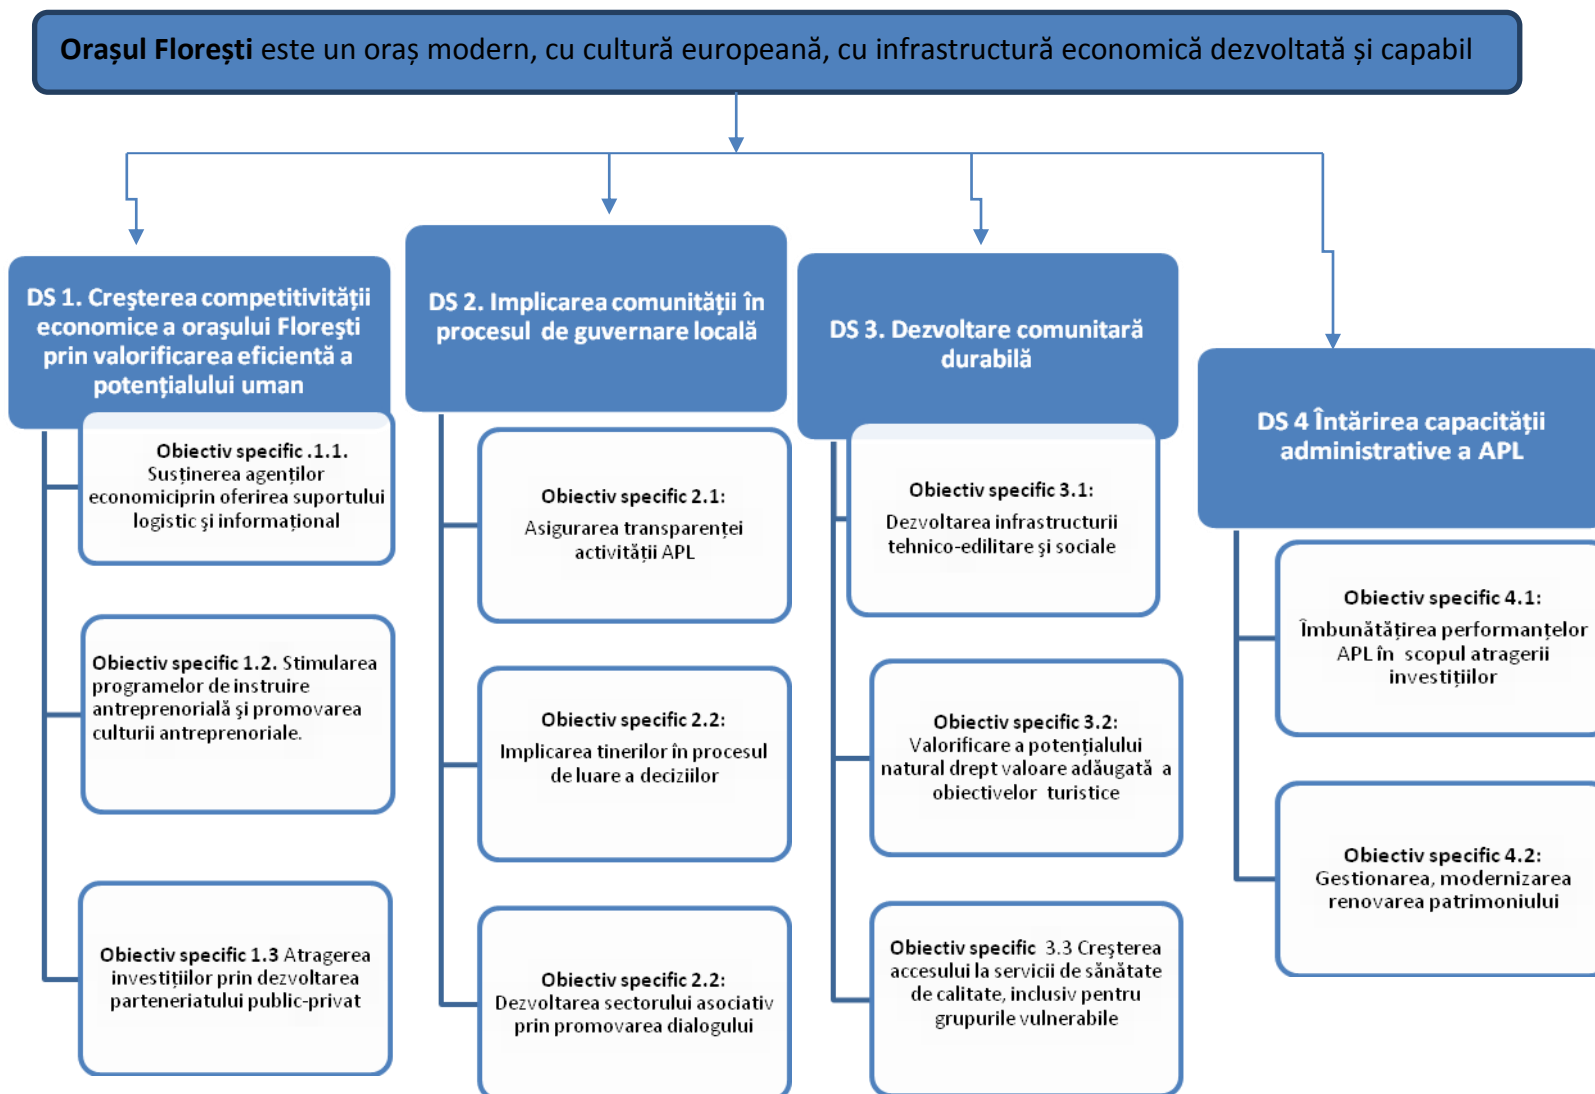 Orașul Florești este un oraș modern, cu cultură europeană, cu infrastructură economică dezvoltată și capabil
DS 1. Creşterea competitivităţii
economice a oraşului Floreşti
prin valorificarea eficientă a
potenţialului uman
Obiectiv specific .1.1.
Susţinerea agenţilor
economiciprin oferirea suportului
logistic şi informaţional
Obiectiv specific 1.2. Stimularea
programelor de instruire
antreprenorială şi promovarea
culturii antreprenoriale.
Obiectiv specific 1.3 Atragerea
investiţiilor prin dezvoltarea
parteneriatului public-privat
DS 2. Implicarea comunităţii în
procesul de guvernare locală
Obiectiv specific 2.1:
Asigurarea transparenţei
activităţii APL
Obiectiv specific 2.2:
Implicarea tinerilor în procesul
de luare a deciziilor
Obiectiv specific 2.2:
Dezvoltarea sectorului asociativ
prin promovarea dialogului
DS 3. Dezvoltare comunitară
durabilă
Obiectiv specific 3.1:
Dezvoltarea infrastructurii
tehnico-edilitare şi sociale
Obiectiv specific 3.2:
Valorificare a potenţialului
natural drept valoare adăugată a
obiectivelor turistice
Obiectiv specific 3.3 Creşterea
accesului la servicii de sănătate
de calitate, inclusiv pentru
grupurile vulnerabile
DS 4 Întărirea capacităţii
administrative a APL
Obiectiv specific 4.1:
Îmbunătăţirea performanţelor
APL în scopul atragerii
investiţiilor
Obiectiv specific 4.2:
Gestionarea, modernizarea
renovarea patrimoniului